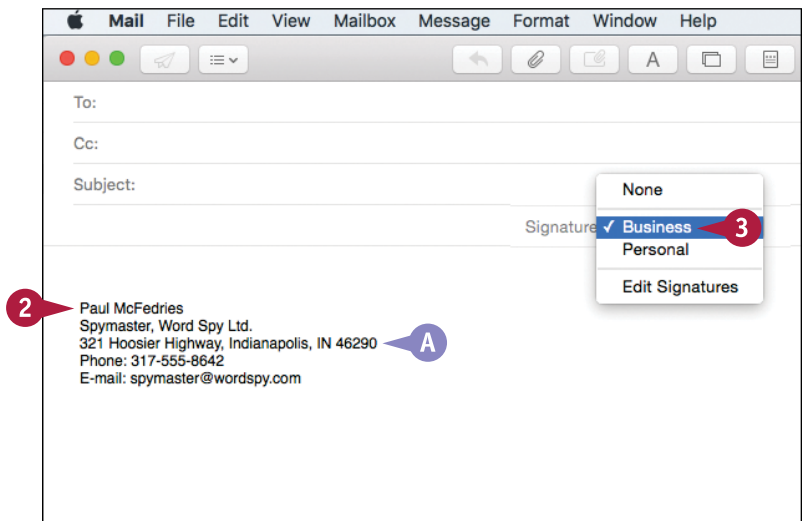 Mail File Edit View Mailbox Message Format Window Help
A
To:
Cc:
Subject:
None
Signature ✓ Business 3
Personal
Edit Signatures
2 Paul McFedries
Spymaster, Word Spy Ltd.
321 Hoosier Highway, Indianapolis, IN 46290 A
Phone: 317-555-8642
E-mail: spymaster@wordspy.com